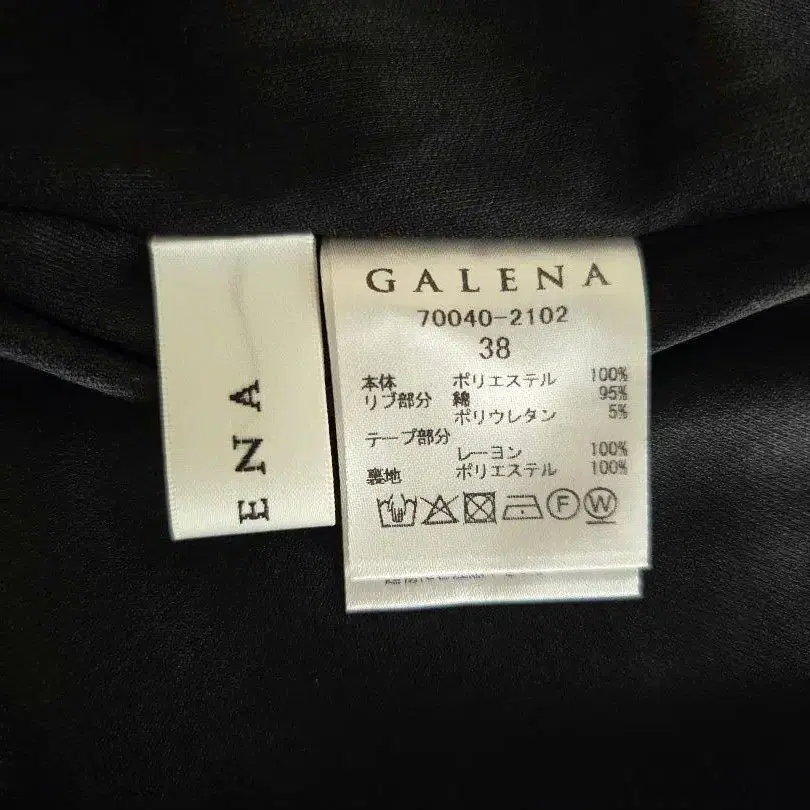 GALENA
70040-2102
38
本体 ポリエステル 100%
リブ部分 綿 95%
ポリウレタン 5%
テープ部分
レーヨン 100%
裏地 ポリエステル 100%
F W
ENA